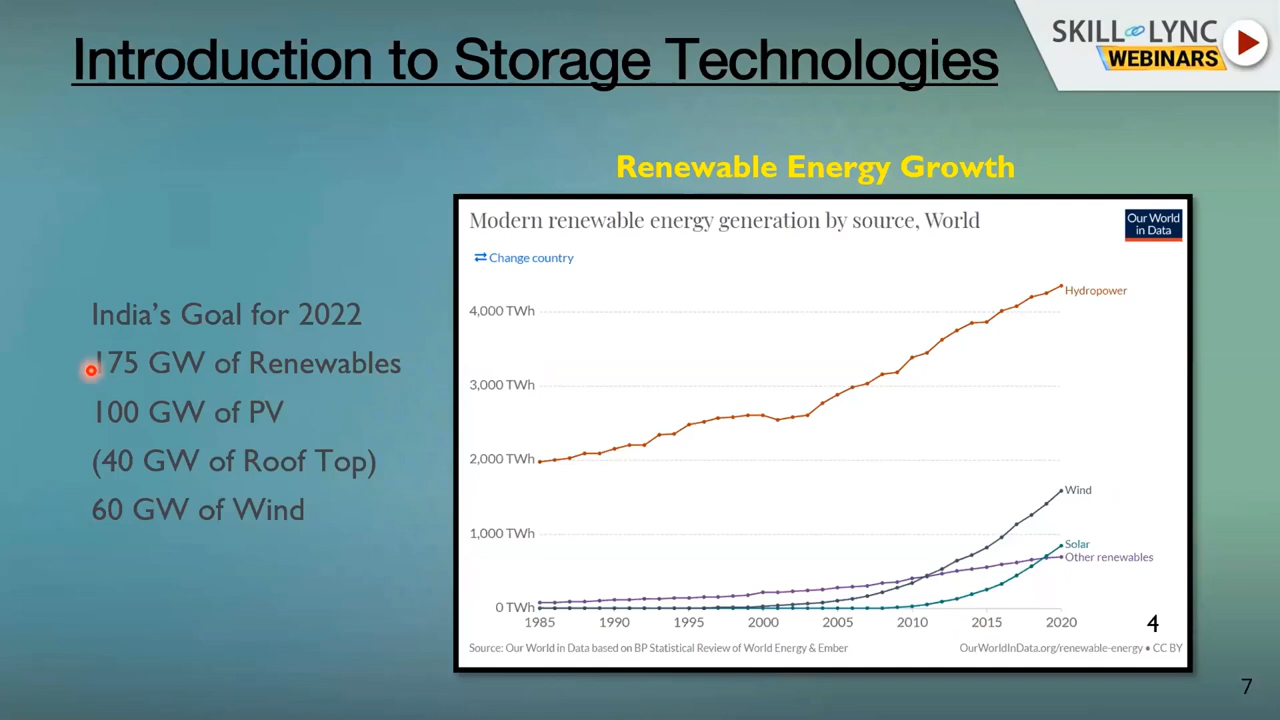 Introduction to Storage Technologies
SKILL LYNC
WEBINARS
Renewable Energy Growth
Modern renewable energy generation by source, World
Our World
in Data
Change country
India's Goal for 2022
175 GW of Renewables
100 GW of PV
(40 GW of Roof Top)
60 GW of Wind
4,000 TWh
3,000 TWh
2,000 TWh
1,000 TWh
0 TWh
Hydropower
Wind
Solar
Other renewables
1985 1990 1995 2000 2005 2010 2015 2020
4
Source: Our World in Data based on BP Statistical Review of World Energy & Ember
OurWorldInData.org/renewable-energy • CC BY
7